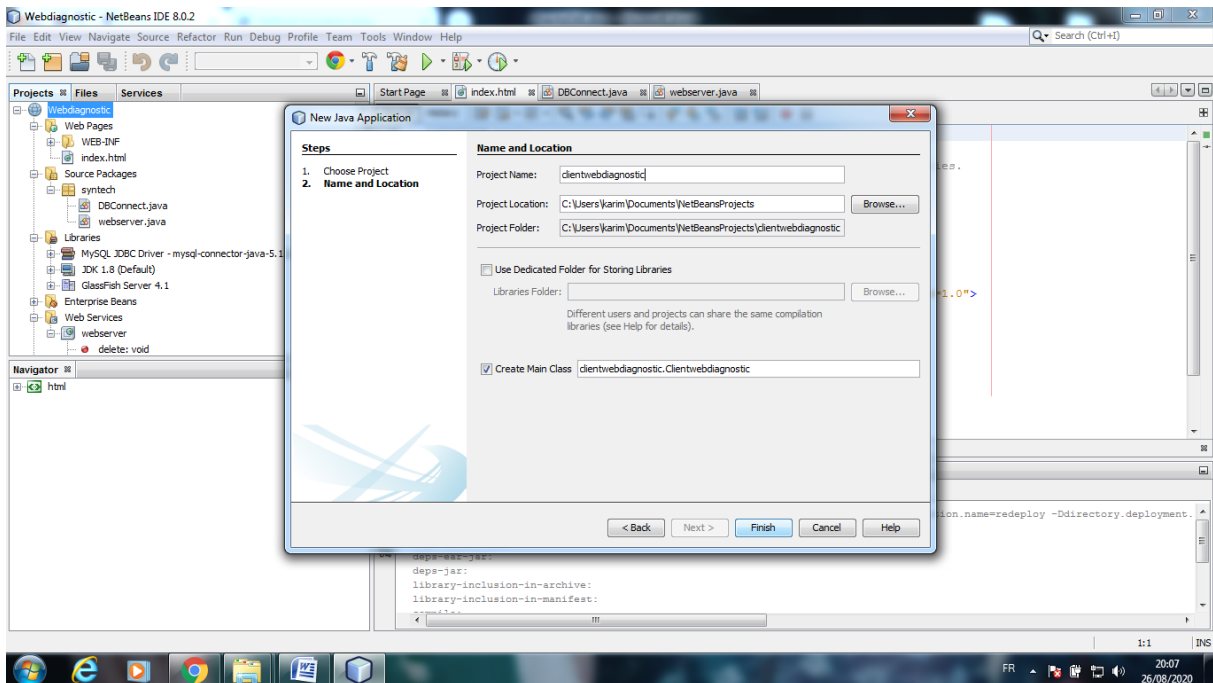 Webdiagnostic - NetBeans IDE 8.0.2
File Edit View Navigate Source Refactor Run Debug Profile Team Tools Window Help
Search (Ctrl+I)
Projects Files Services
Start Page index.html DBConnect.java webserver.java
Webdiagnostic
Web Pages
WEB-INF
index.html
Source Packages
syntech
DBConnect.java
webserver.java
Libraries
MySQL JDBC Driver - mysql-connector-java-5.1
JDK 1.8 (Default)
GlassFish Server 4.1
Enterprise Beans
Web Services
webserver
delete: void
Navigator
html
New Java Application
Steps
1. Choose Project
2. Name and Location
Name and Location
Project Name: clientwebdiagnostic
Project Location: C:\Users\karim\Documents\NetBeansProjects Browse...
Project Folder: C:\Users\karim\Documents\NetBeansProjects\clientwebdiagnostic
Use Dedicated Folder for Storing Libraries
Libraries Folder: Browse...
Different users and projects can share the same compilation
libraries (see Help for details).
Create Main Class clientwebdiagnostic.Clientwebdiagnostic
< Back Next > Finish Cancel Help
ies.
=1.0">
ion.name=redeploy -Ddirectory.deployment.
deps-ear-jar:
deps-jar:
library-inclusion-in-archive:
library-inclusion-in-manifest:
1:1 INS
FR
20:07
26/08/2020